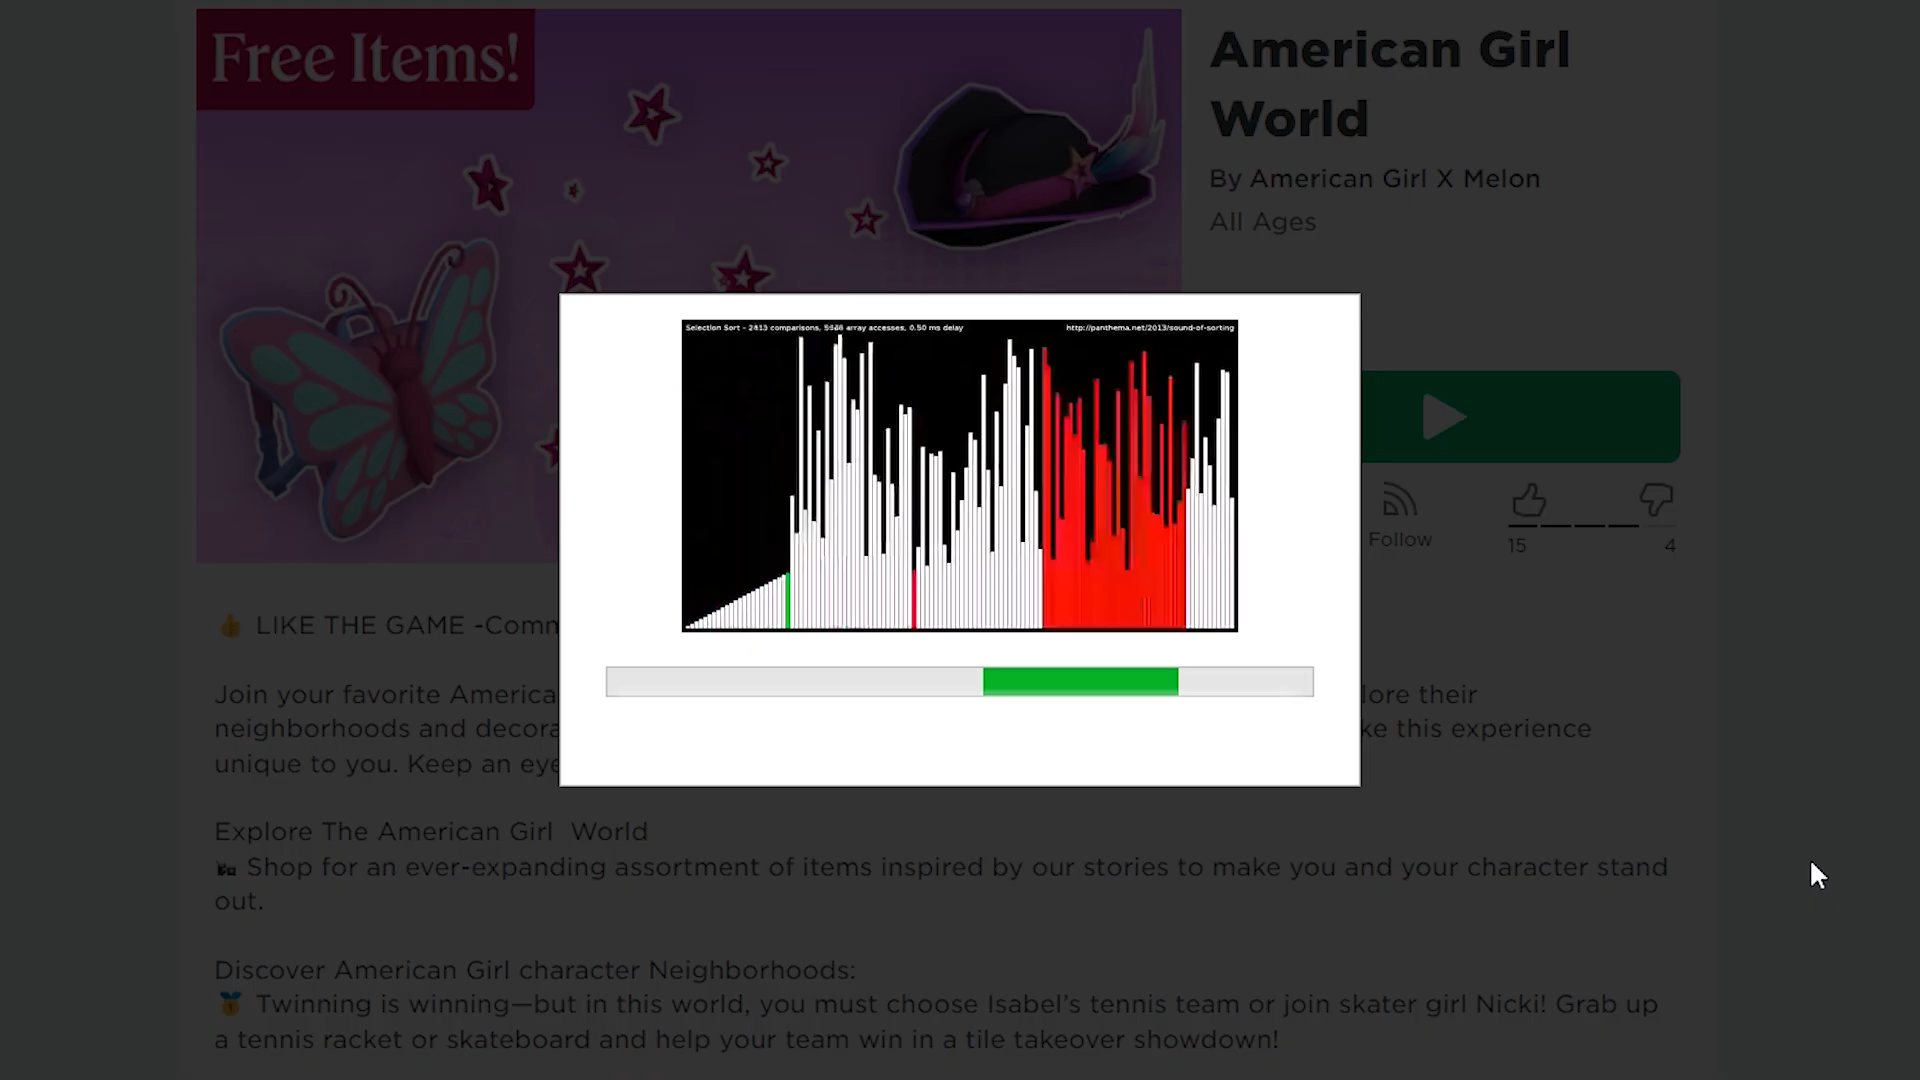 Free Items!
American Girl
World
By American Girl X Melon
All Ages
Selection Sort – 2813 comparisons, 5986 array accesses, 0.50 ms delay
http://panthema.net/2013/sound-of-sorting
Follow
15
4
LIKE THE GAME -Comm
Join your favorite America
lore their
neighborhoods and decora
ke this experience
unique to you. Keep an eye
Explore The American Girl World
Shop for an ever-expanding assortment of items inspired by our stories to make you and your character stand
out.
Discover American Girl character Neighborhoods:
Twinning is winning—but in this world, you must choose Isabel's tennis team or join skater girl Nicki! Grab up
a tennis racket or skateboard and help your team win in a tile takeover showdown!